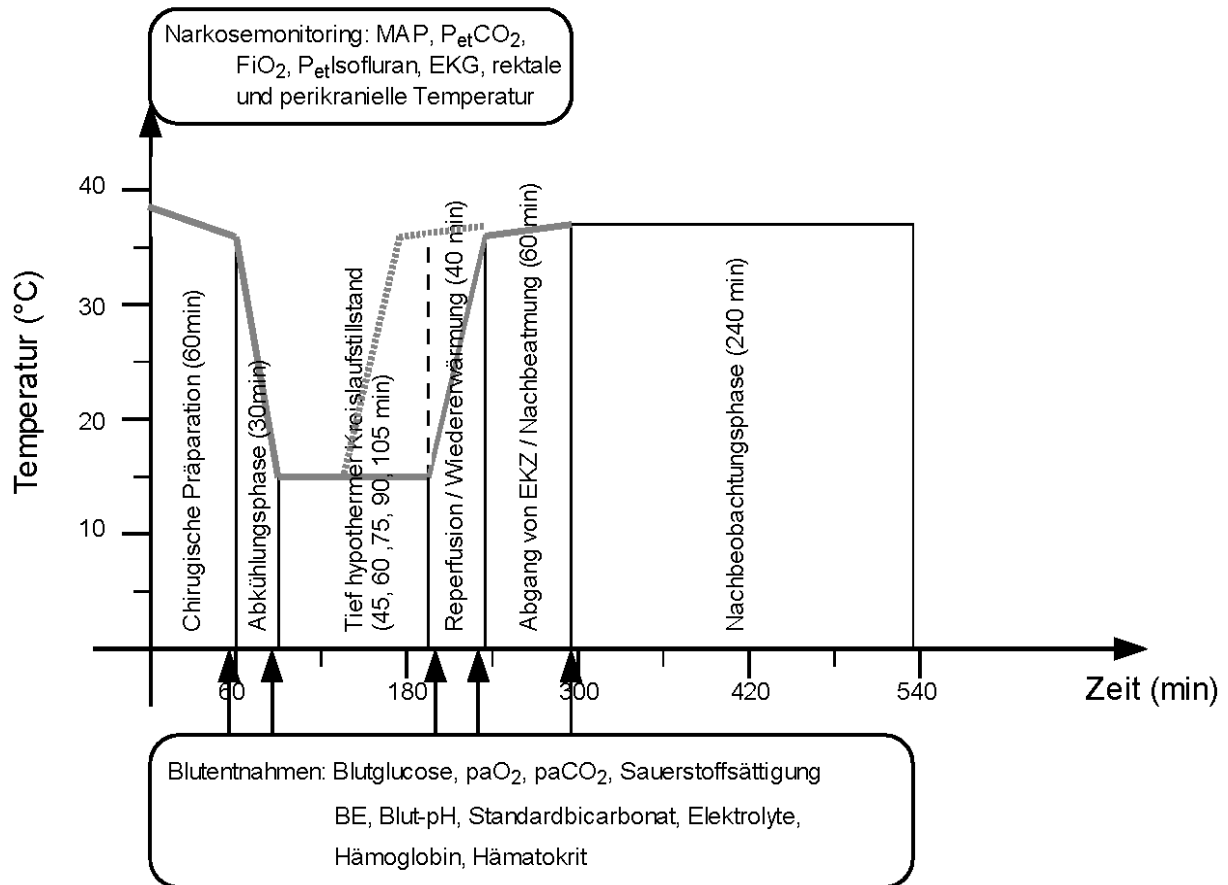 Narkosemonitoring: MAP, PetCO2,
FiO2, PetIsofluran, EKG, rektale
und perikranielle Temperatur
Temperatur (°C)
40
30
20
10
Chirugische Präparation (60min)
Abkühlungsphase (30min)
Tief hypothermer Kreislaufstillstand
(45, 60 ,75, 90, 105 min)
Reperfusion / Wiedererwärmung (40 min)
Abgang von EKZ / Nachbeatmung (60 min)
Nachbeobachtungsphase (240 min)
60
180
300
420
540
Zeit (min)
Blutentnahmen: Blutglucose, paO2, paCO2, Sauerstoffsättigung
BE, Blut-pH, Standardbicarbonat, Elektrolyte,
Hämoglobin, Hämatokrit